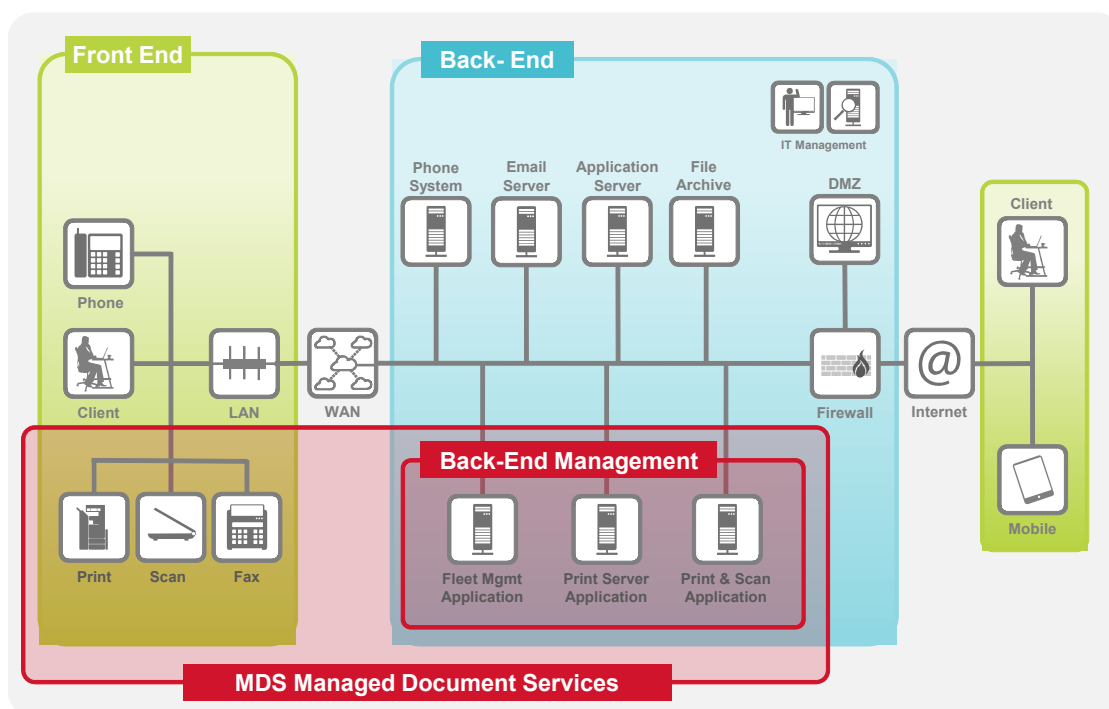 Front End
Back- End
IT Management
Phone
System
Email
Server
Application
Server
File
Archive
DMZ
Client
Phone
Client
LAN
WAN
Firewall
@
Internet
Mobile
Back-End Management
Print
Scan
Fax
Fleet Mgmt
Application
Print Server
Application
Print & Scan
Application
MDS Managed Document Services